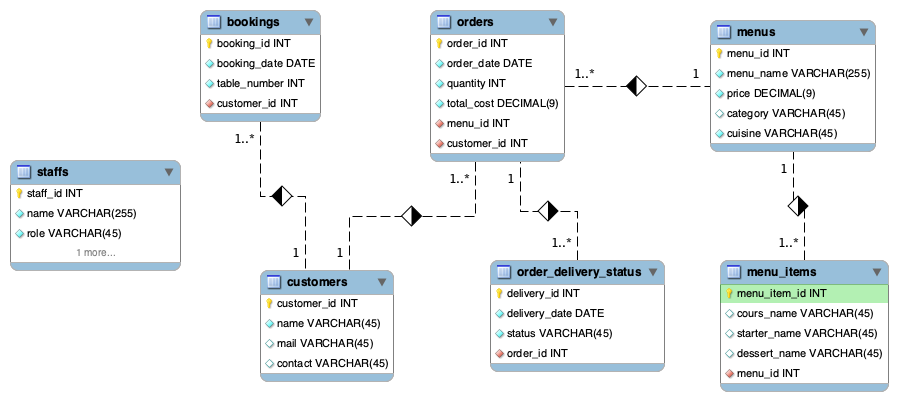 bookings
booking_id INT
booking_date DATE
table_number INT
customer_id INT
1..*
1
orders
order_id INT
order_date DATE
quantity INT
total_cost DECIMAL(9)
menu_id INT
customer_id INT
1..*
1
1..*
1
menus
menu_id INT
menu_name VARCHAR(255)
price DECIMAL(9)
category VARCHAR(45)
cuisine VARCHAR(45)
1
1..*
staffs
staff_id INT
name VARCHAR(255)
role VARCHAR(45)
1 more...
customers
customer_id INT
name VARCHAR(45)
mail VARCHAR(45)
contact VARCHAR(45)
1
1..*
order_delivery_status
delivery_id INT
delivery_date DATE
status VARCHAR(45)
order_id INT
menu_items
menu_item_id INT
cours_name VARCHAR(45)
starter_name VARCHAR(45)
dessert_name VARCHAR(45)
menu_id INT